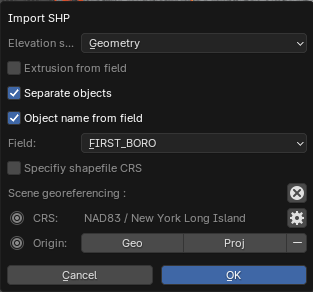 Import SHP
Elevation s... Geometry
Extrusion from field
Separate objects
Object name from field
Field: FIRST_BORO
Specifiy shapefile CRS
Scene georeferencing :
CRS: NAD83 / New York Long Island
Origin: Geo Proj
Cancel OK